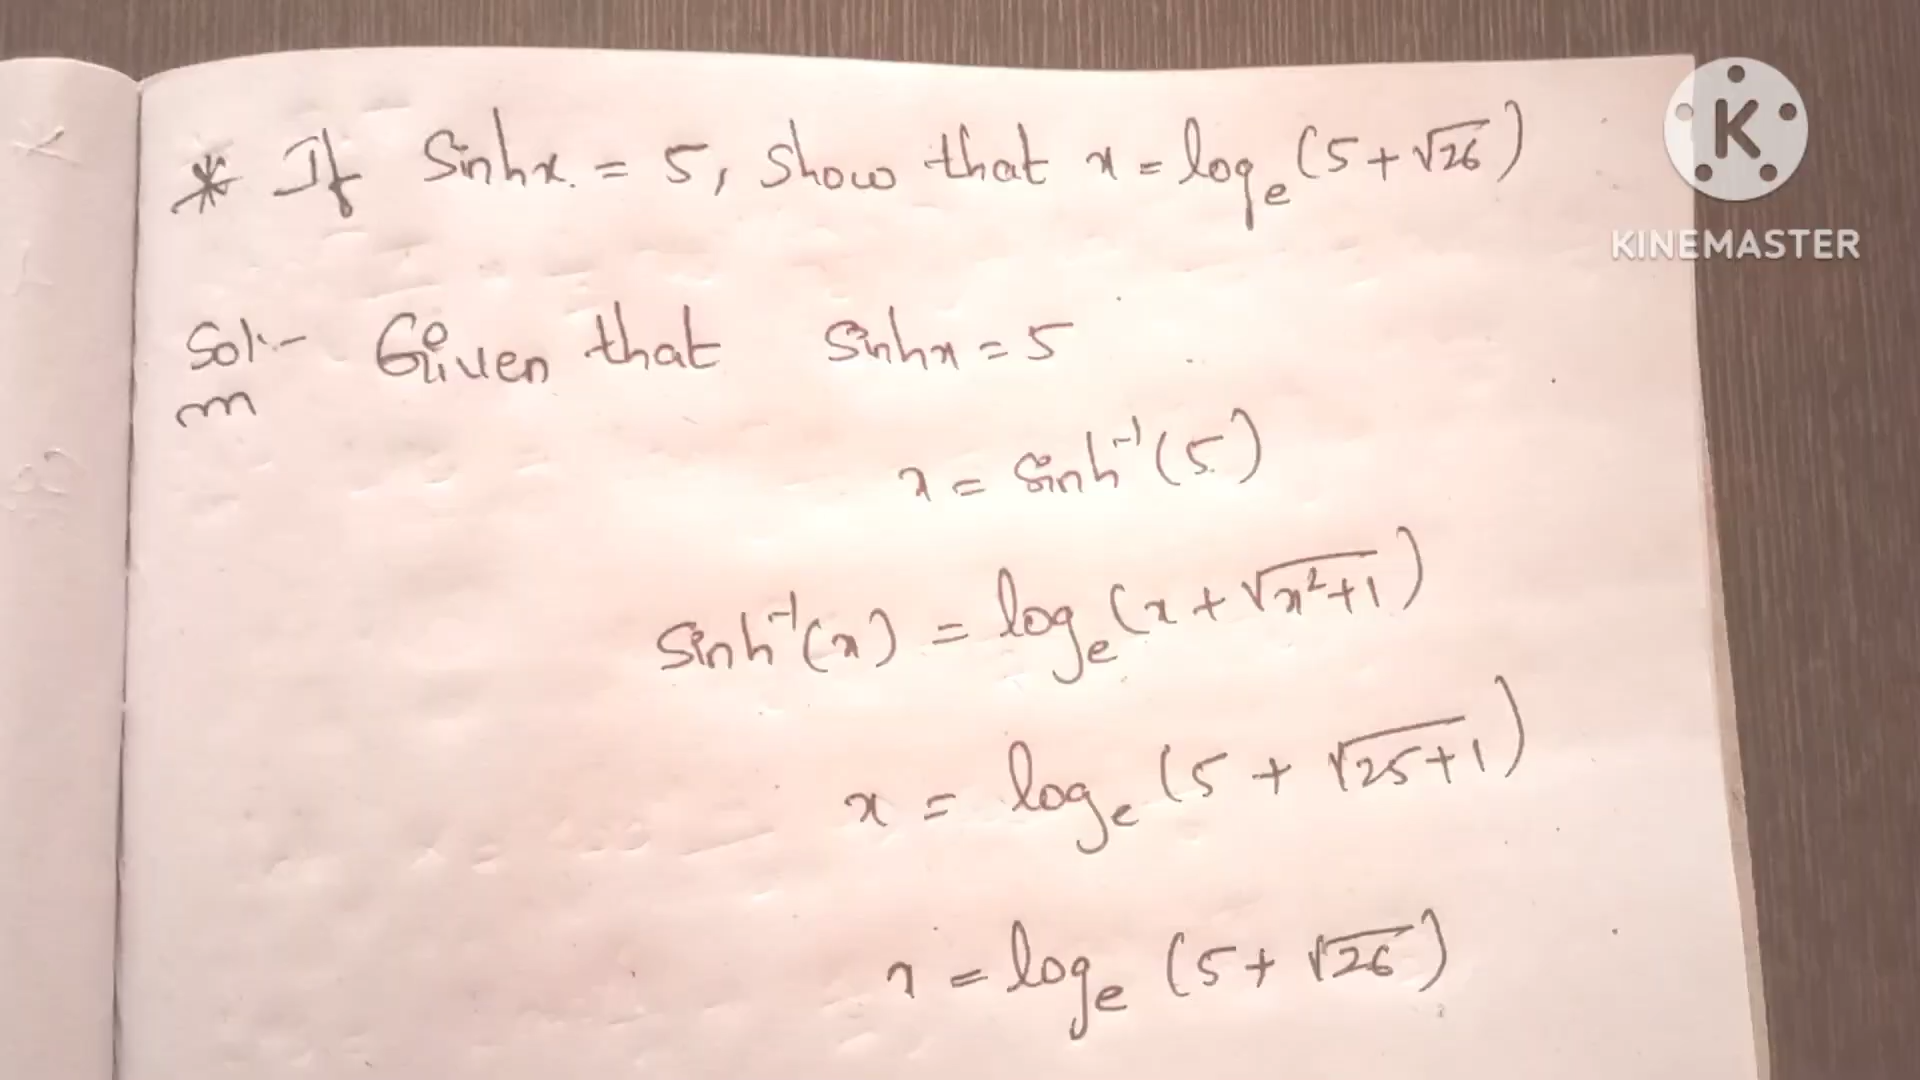 * If Sinhx = 5, Show that x = logₑ(5+√26)
Sol:- Given that Sinhx = 5
x = Sinh⁻¹(5)
Sinh⁻¹(x) = logₑ(x+√x²+1)
x = logₑ(5+√25+1)
x = logₑ(5+√26)
K
KINEMASTER